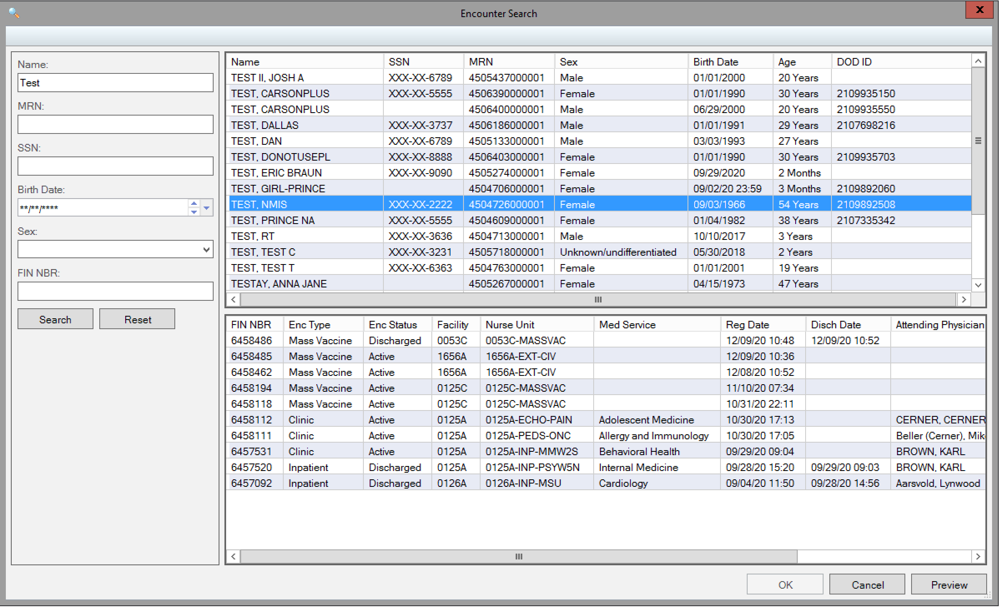 Encounter Search
X
Name:
Test
MRN:
SSN:
Birth Date:
**/**/****
Sex:
FIN NBR:
Search Reset
Name SSN MRN Sex Birth Date Age DOD ID
TEST II, JOSH A XXX-XX-6789 4505437000001 Male 01/01/2000 20 Years
TEST, CARSONPLUS XXX-XX-5555 4506390000001 Female 01/01/1990 30 Years 2109935150
TEST, CARSONPLUS 4506400000001 Male 06/29/2000 20 Years 2109935550
TEST, DALLAS XXX-XX-3737 4506186000001 Male 01/01/1991 29 Years 2107698216
TEST, DAN XXX-XX-6789 4505133000001 Male 03/03/1993 27 Years
TEST, DONOTUSEPL XXX-XX-8888 4506403000001 Female 01/01/1990 30 Years 2109935703
TEST, ERIC BRAUN XXX-XX-9090 4505274000001 Female 09/29/2020 2 Months
TEST, GIRL-PRINCE 4504706000001 Female 09/02/20 23:59 3 Months 2109892060
TEST, NMIS XXX-XX-2222 4504726000001 Female 09/03/1966 54 Years 2109892508
TEST, PRINCE NA XXX-XX-5555 4504609000001 Female 01/04/1982 38 Years 2107335342
TEST, RT XXX-XX-3636 4504713000001 Male 10/10/2017 3 Years
TEST, TEST C XXX-XX-3231 4505718000001 Unknown/undifferentiated 05/30/2018 2 Years
TEST, TEST T XXX-XX-6363 4504763000001 Female 01/01/2001 19 Years
TESTAY, ANNA JANE 4505267000001 Female 04/15/1973 47 Years
FIN NBR Enc Type Enc Status Facility Nurse Unit Med Service Reg Date Disch Date Attending Physician
6458486 Mass Vaccine Discharged 0053C 0053C-MASSVAC 12/09/20 10:48 12/09/20 10:52
6458485 Mass Vaccine Active 1656A 1656A-EXT-CIV 12/09/20 10:36
6458462 Mass Vaccine Active 1656A 1656A-EXT-CIV 12/08/20 10:52
6458194 Mass Vaccine Active 0125C 0125C-MASSVAC 11/10/20 07:34
6458118 Mass Vaccine Active 0125C 0125C-MASSVAC 10/31/20 22:11
6458112 Clinic Active 0125A 0125A-ECHO-PAIN Adolescent Medicine 10/30/20 17:13 CERNER, CERNER
6458111 Clinic Active 0125A 0125A-PEDS-ONC Allergy and Immunology 10/30/20 17:05 Beller (Cerner), Mik
6457531 Clinic Active 0125A 0125A-INP-MMW2S Behavioral Health 09/29/20 09:04 BROWN, KARL
6457520 Inpatient Discharged 0125A 0125A-INP-PSYW5N Internal Medicine 09/28/20 15:20 09/29/20 09:03 BROWN, KARL
6457092 Inpatient Discharged 0126A 0126A-INP-MSU Cardiology 09/04/20 11:50 09/28/20 14:56 Aarsvold, Lynwood
OK Cancel Preview